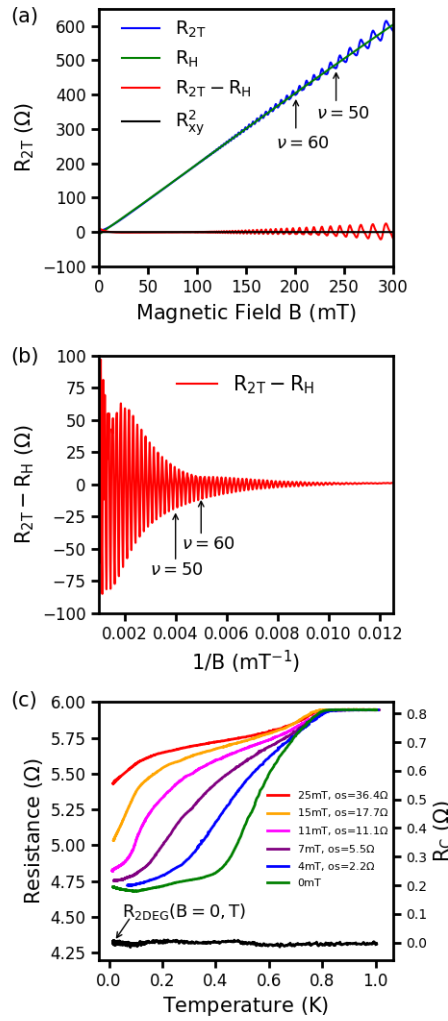 (a)
R2T
RH
R2T − RH
R²xy
ν = 50
ν = 60
600
500
400
300
200
100
0
−100
R2T (Ω)
0 50 100 150 200 250 300
Magnetic Field B (mT)
(b)
R2T − RH
100
75
50
25
0
−25
−50
−75
−100
R2T − RH (Ω)
ν = 60
ν = 50
0.002 0.004 0.006 0.008 0.010 0.012
1/B (mT⁻¹)
(c)
6.00
5.75
5.50
5.25
5.00
4.75
4.50
4.25
Resistance (Ω)
0.8
0.7
0.6
0.5
0.4
0.3
0.2
0.1
0.0
RC (Ω)
25mT, os=36.4Ω
15mT, os=17.7Ω
11mT, os=11.1Ω
7mT, os=5.5Ω
4mT, os=2.2Ω
0mT
R2DEG(B = 0, T)
0.0 0.2 0.4 0.6 0.8 1.0
Temperature (K)